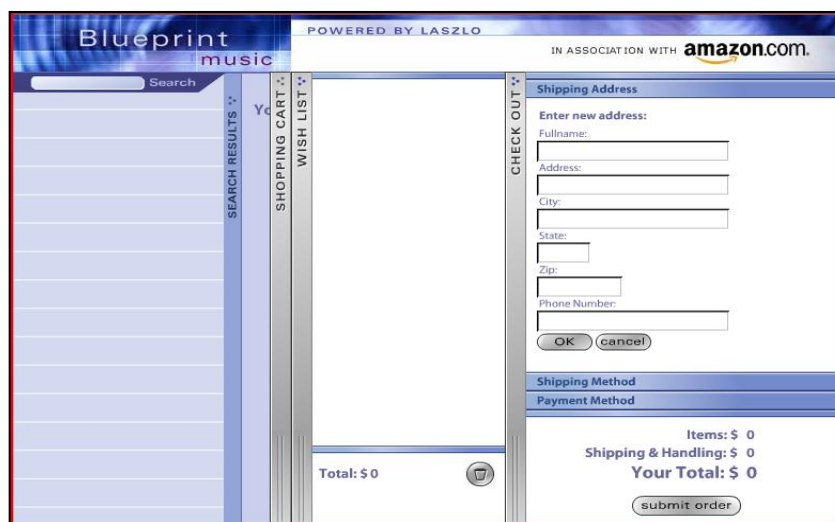 Blueprint
music
POWERED BY LASZLO
IN ASSOCIATION WITH amazon.com.
Search
SEARCH RESULTS
Yo
SHOPPING CART
WISH LIST
Total: $ 0
CHECK OUT
Shipping Address
Enter new address:
Fullname:
Address:
City:
State:
Zip:
Phone Number:
OK
cancel
Shipping Method
Payment Method
Items: $ 0
Shipping & Handling: $ 0
Your Total: $ 0
submit order